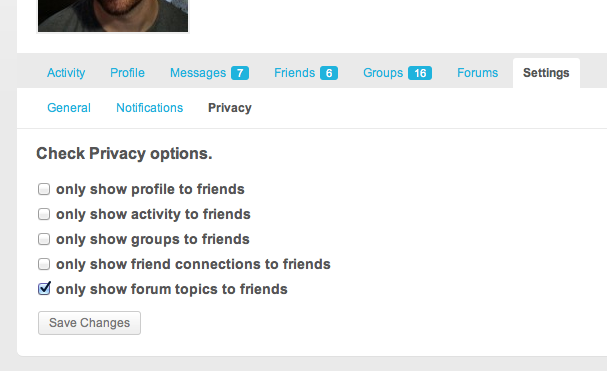 Activity Profile Messages 7 Friends 6 Groups 16 Forums Settings
General Notifications Privacy
Check Privacy options.
only show profile to friends
only show activity to friends
only show groups to friends
only show friend connections to friends
only show forum topics to friends
Save Changes